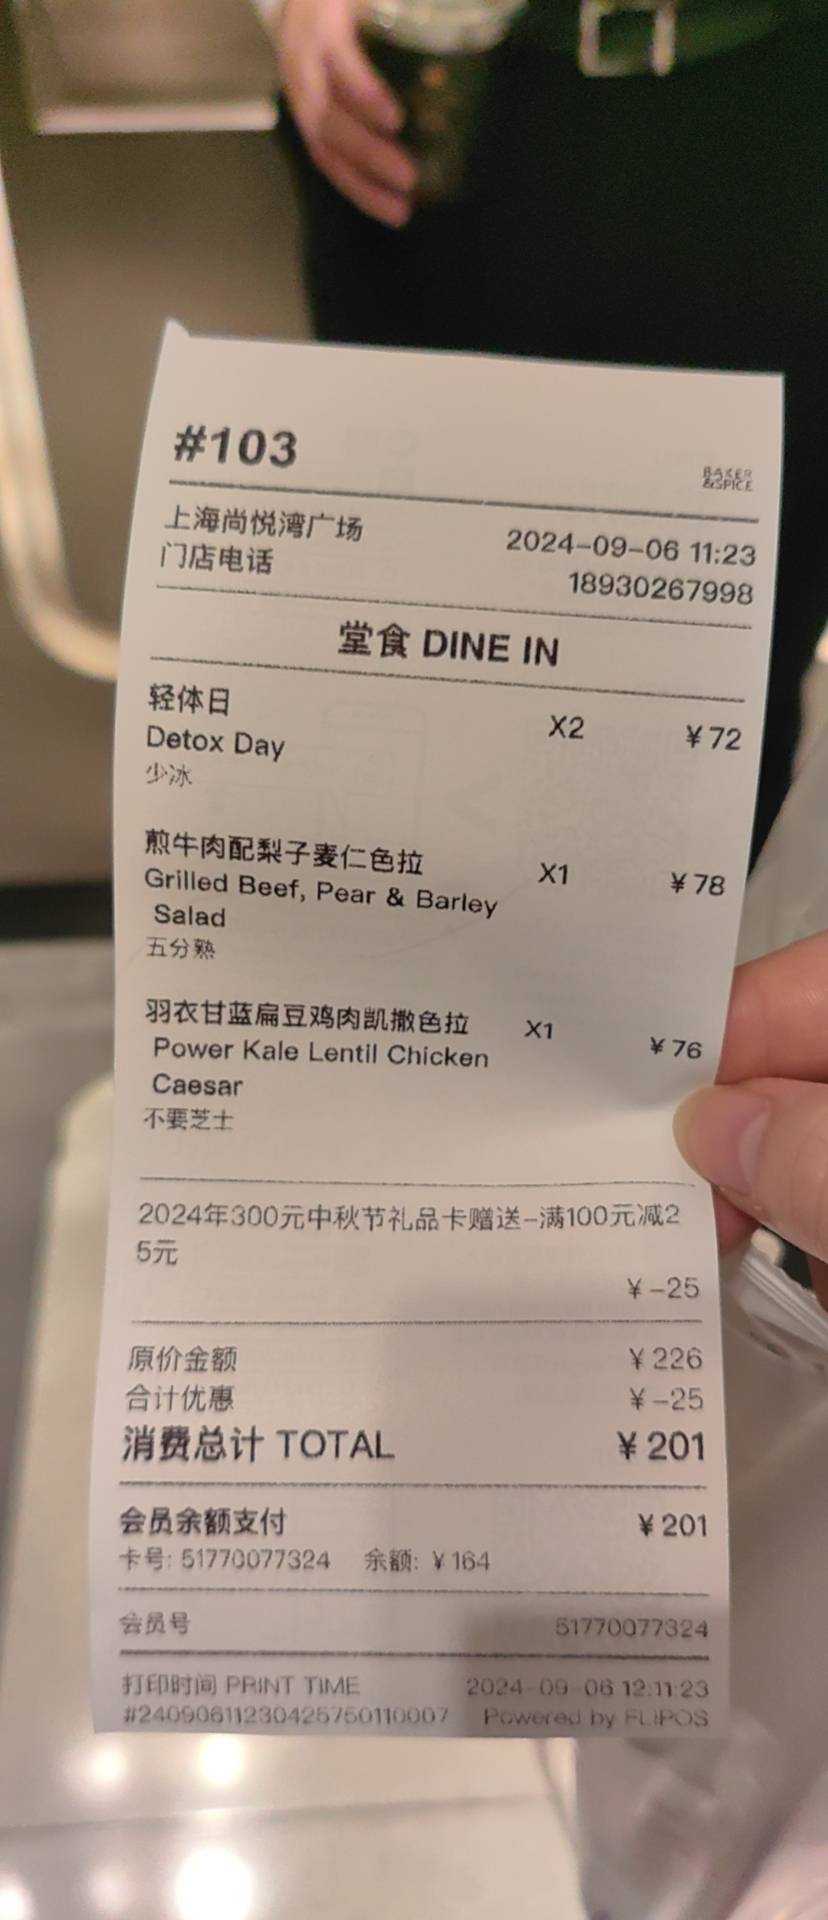 #103
BAKER
&SPICE
上海尚悦湾广场 2024-09-06 11:23
门店电话 18930267998
堂食 DINE IN
轻体日
Detox Day X2 ¥72
少冰
煎牛肉配梨子麦仁色拉 X1 ¥78
Grilled Beef, Pear & Barley
Salad
五分熟
羽衣甘蓝扁豆鸡肉凯撒色拉 X1 ¥76
Power Kale Lentil Chicken
Caesar
不要芝士
2024年300元中秋节礼品卡赠送-满100元减2
5元
¥-25
原价金额 ¥226
合计优惠 ¥-25
消费总计 TOTAL ¥201
会员余额支付 ¥201
卡号: 51770077324 余额: ¥164
会员号 51770077324
打印时间 PRINT TIME 2024-09-06 12:11:23
#24090611230425750110007 Powered by FLIPOS